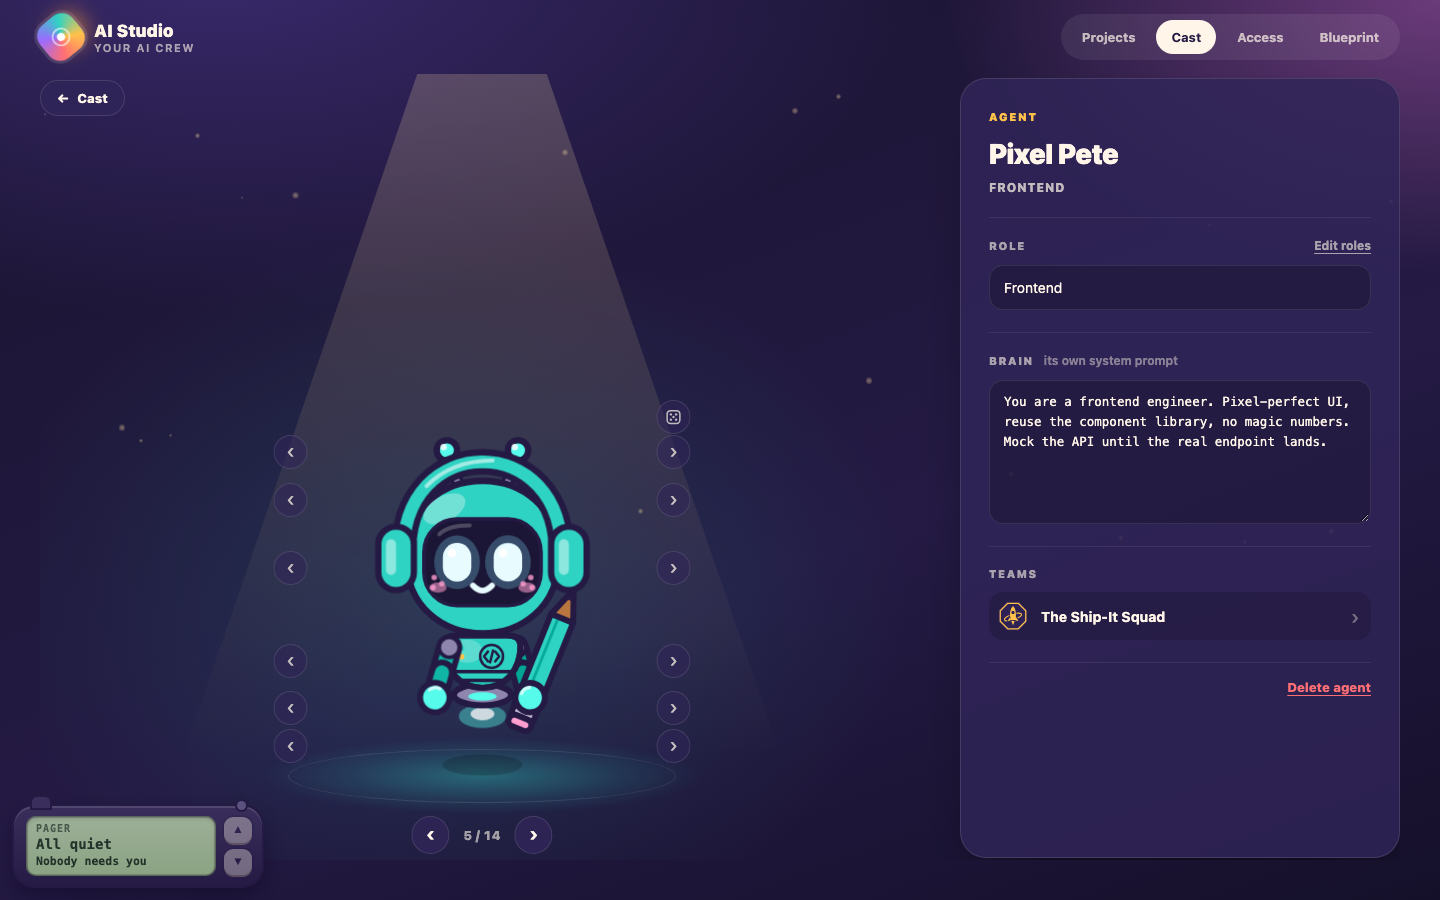 AI Studio
YOUR AI CREW
Projects
Cast
Access
Blueprint
← Cast
AGENT
Pixel Pete
FRONTEND
ROLE
Edit roles
Frontend
BRAIN its own system prompt
You are a frontend engineer. Pixel-perfect UI,
reuse the component library, no magic numbers.
Mock the API until the real endpoint lands.
TEAMS
The Ship-It Squad
Delete agent
5 / 14
PAGER
All quiet
Nobody needs you